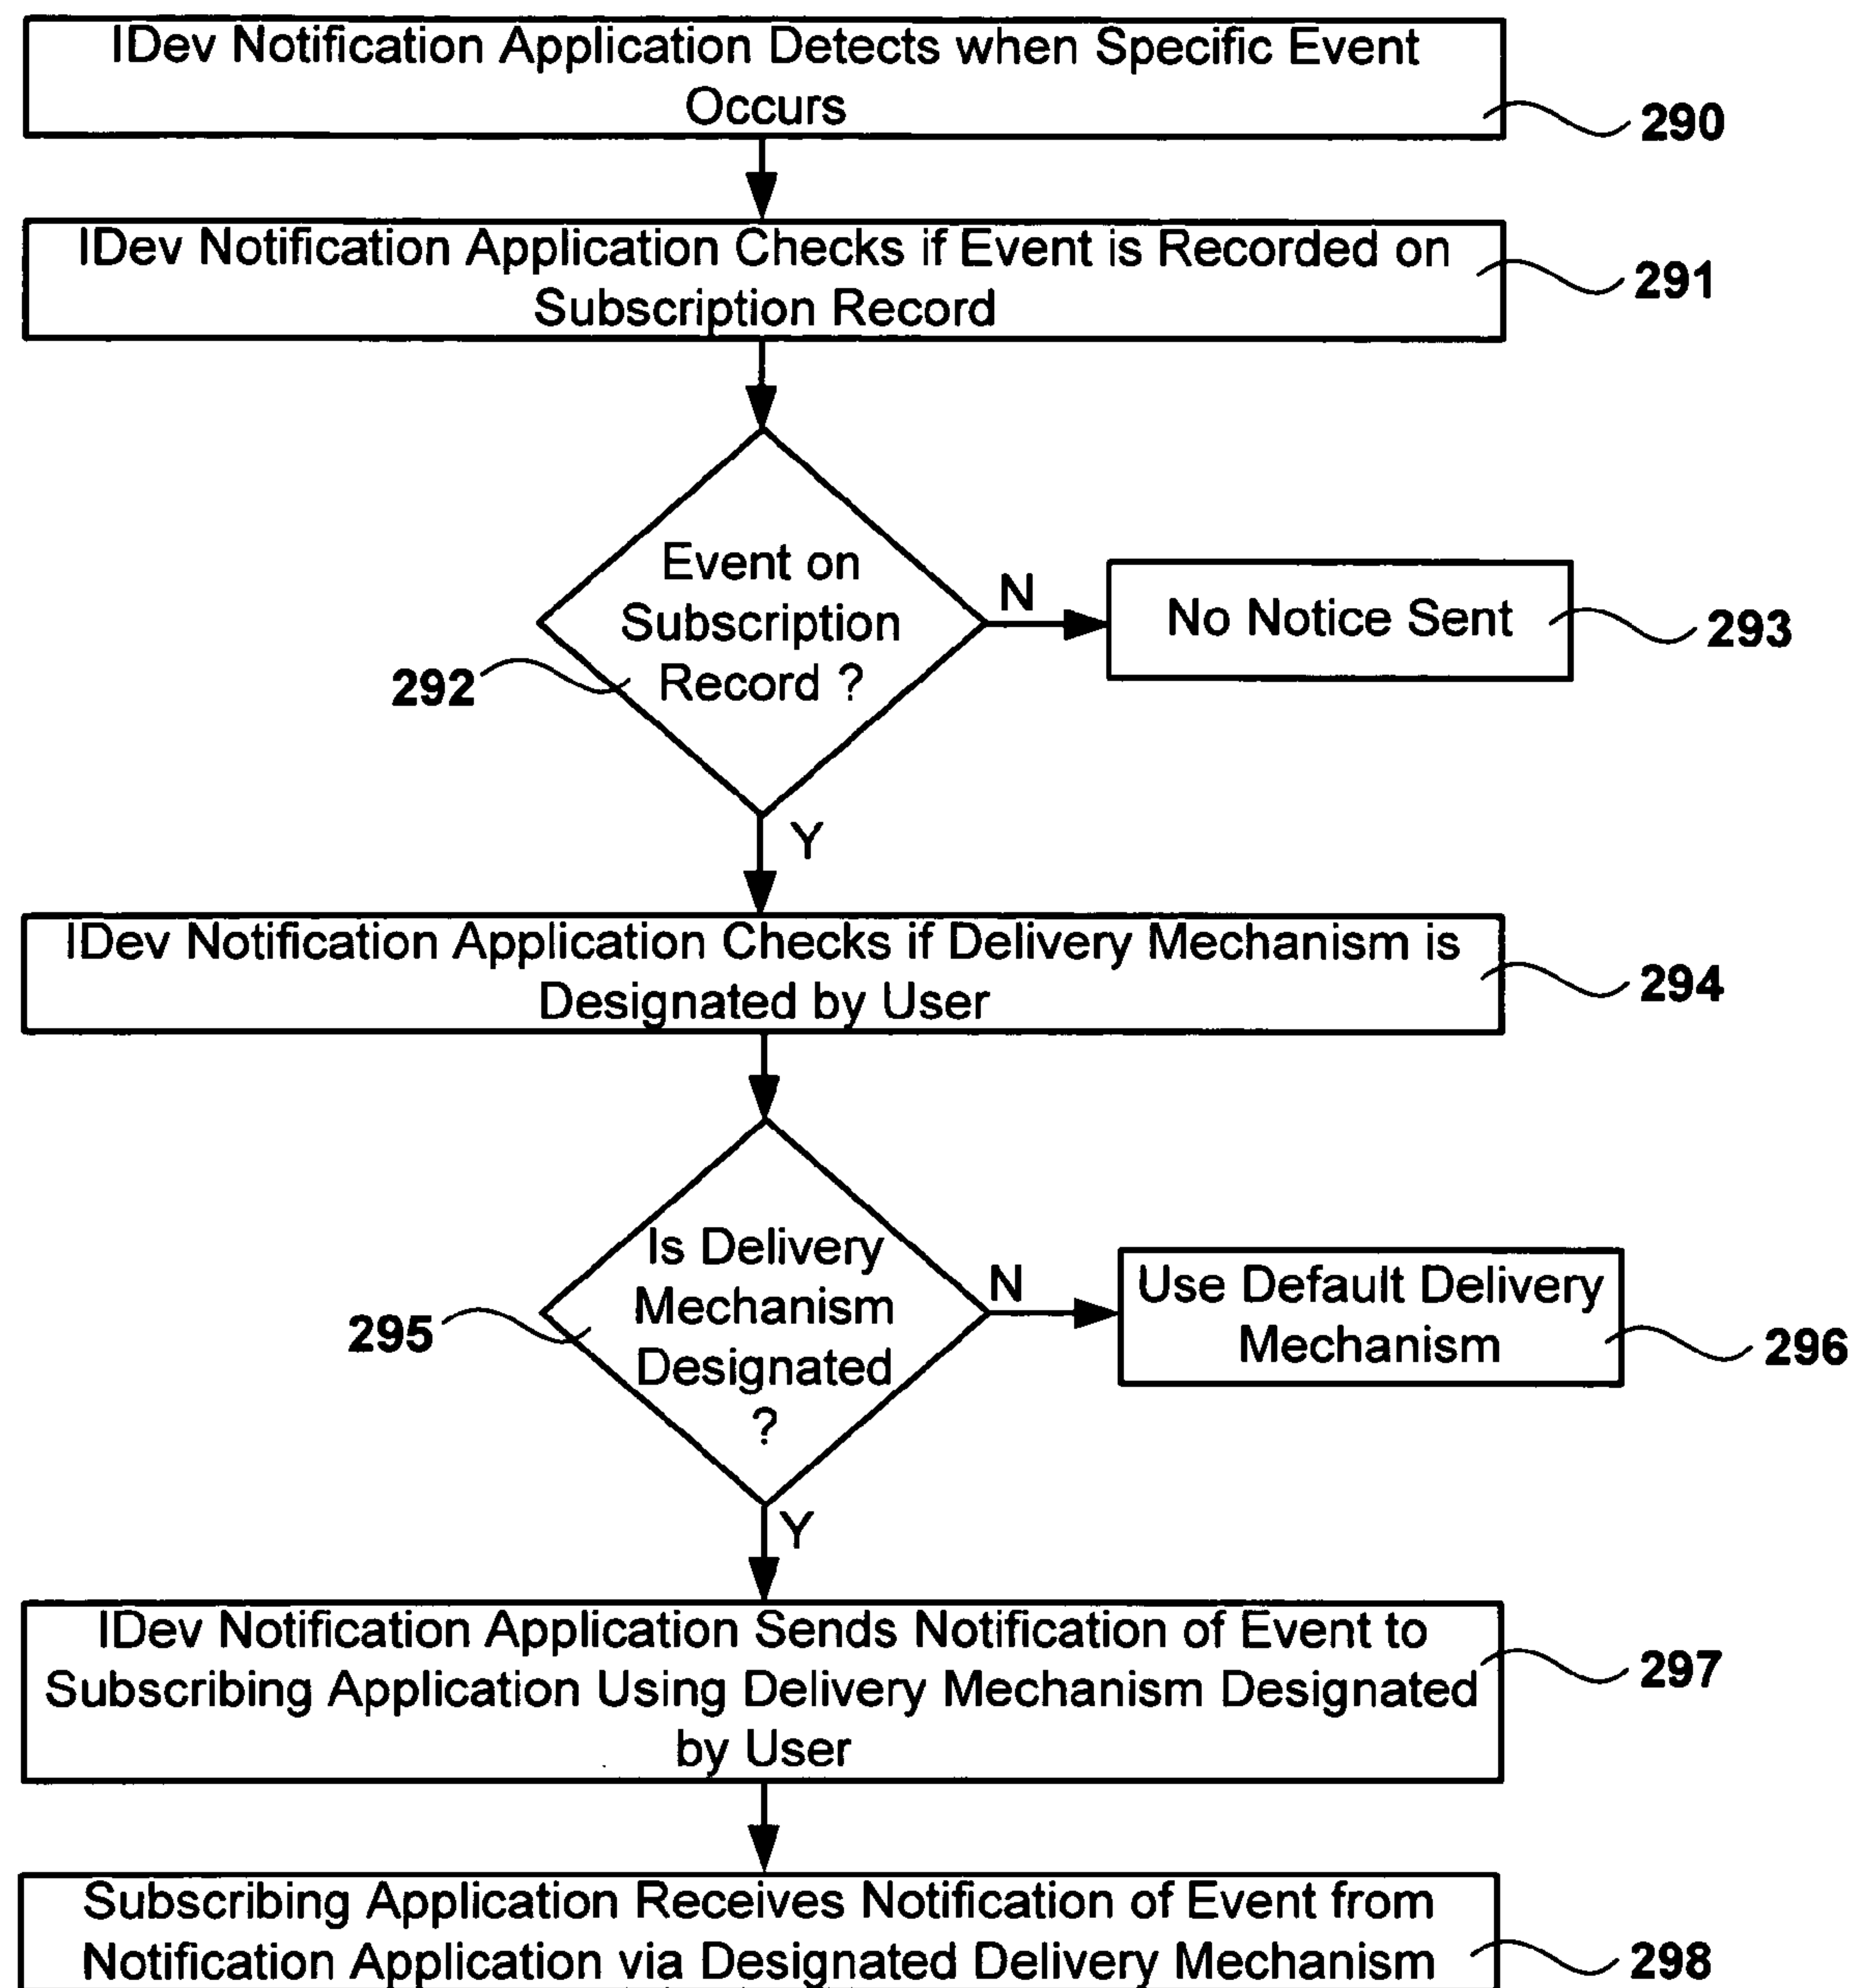 IDev Notification Application Detects when Specific Event
Occurs
290
IDev Notification Application Checks if Event is Recorded on
Subscription Record
291
Event on
Subscription
Record ?
292
N
No Notice Sent
293
Y
IDev Notification Application Checks if Delivery Mechanism is
Designated by User
294
Is Delivery
Mechanism
Designated
?
295
N
Use Default Delivery
Mechanism
296
Y
IDev Notification Application Sends Notification of Event to
Subscribing Application Using Delivery Mechanism Designated
by User
297
Subscribing Application Receives Notification of Event from
Notification Application via Designated Delivery Mechanism
298